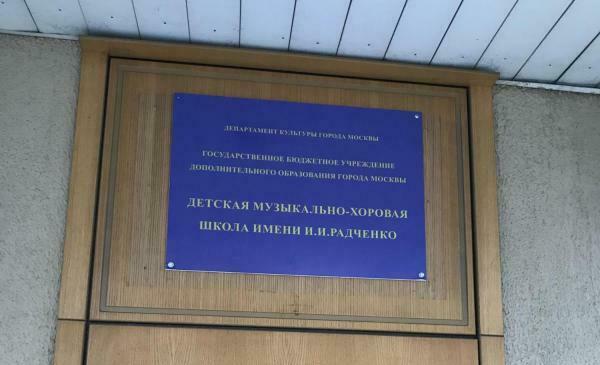 ДЕПАРТАМЕНТ КУЛЬТУРЫ ГОРОДА МОСКВЫ
ГОСУДАРСТВЕННОЕ БЮДЖЕТНОЕ УЧРЕЖДЕНИЕ
ДОПОЛНИТЕЛЬНОГО ОБРАЗОВАНИЯ ГОРОДА МОСКВЫ
ДЕТСКАЯ МУЗЫКАЛЬНО-ХОРОВАЯ
ШКОЛА ИМЕНИ И.И.РАДЧЕНКО